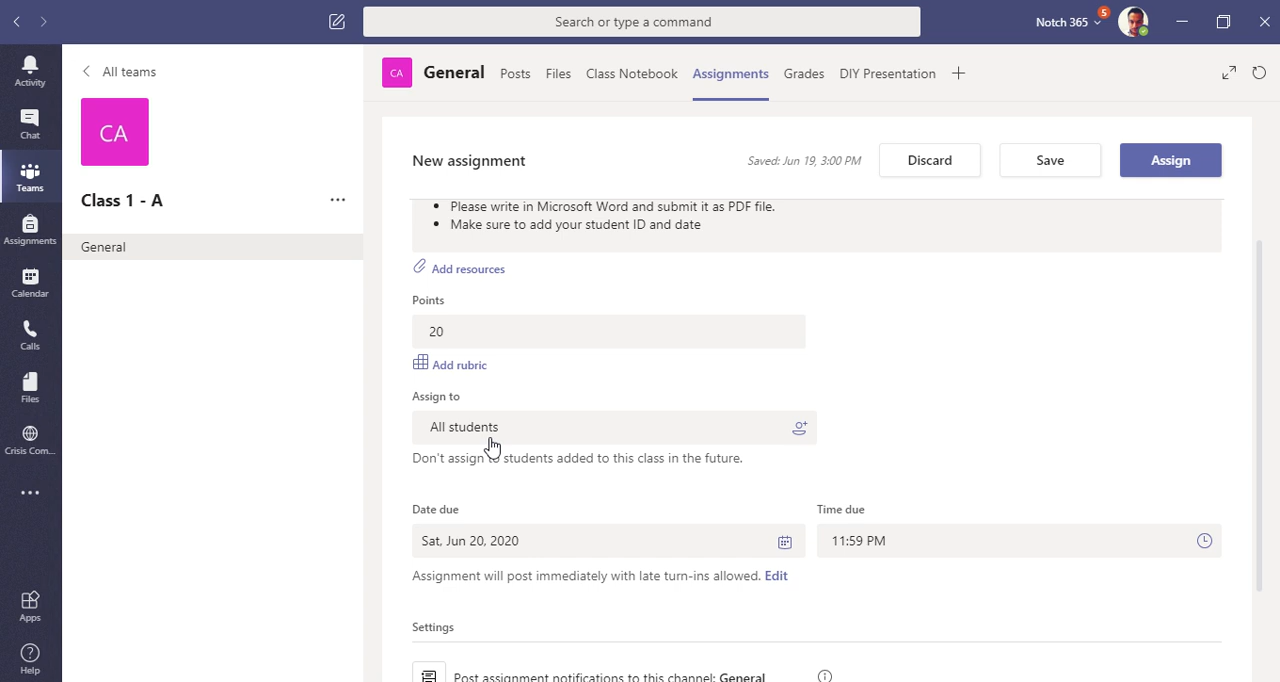 Search or type a command
Notch 365
5
Activity
Chat
Teams
Assignments
Calendar
Calls
Files
Crisis Com...
Apps
Help
All teams
CA
Class 1 - A
General
CA
General Posts Files Class Notebook Assignments Grades DIY Presentation
New assignment
Saved: Jun 19, 3:00 PM
Discard
Save
Assign
• Please write in Microsoft Word and submit it as PDF file.
• Make sure to add your student ID and date
Add resources
Points
20
Add rubric
Assign to
All students
Don't assign to students added to this class in the future.
Date due
Time due
Sat, Jun 20, 2020
11:59 PM
Assignment will post immediately with late turn-ins allowed. Edit
Settings
Post assignment notifications to this channel: General